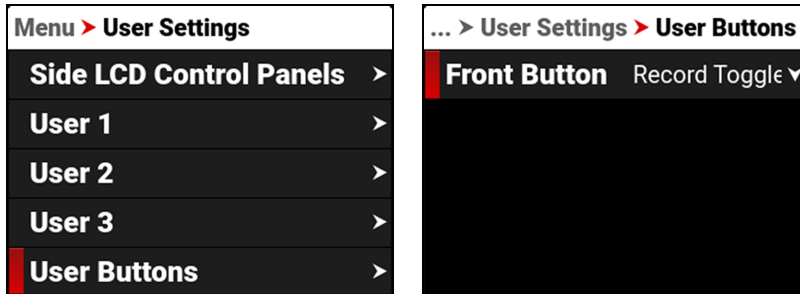 Menu ➤ User Settings
Side LCD Control Panels
User 1
User 2
User 3
User Buttons
... ➤ User Settings ➤ User Buttons
Front Button Record Toggle